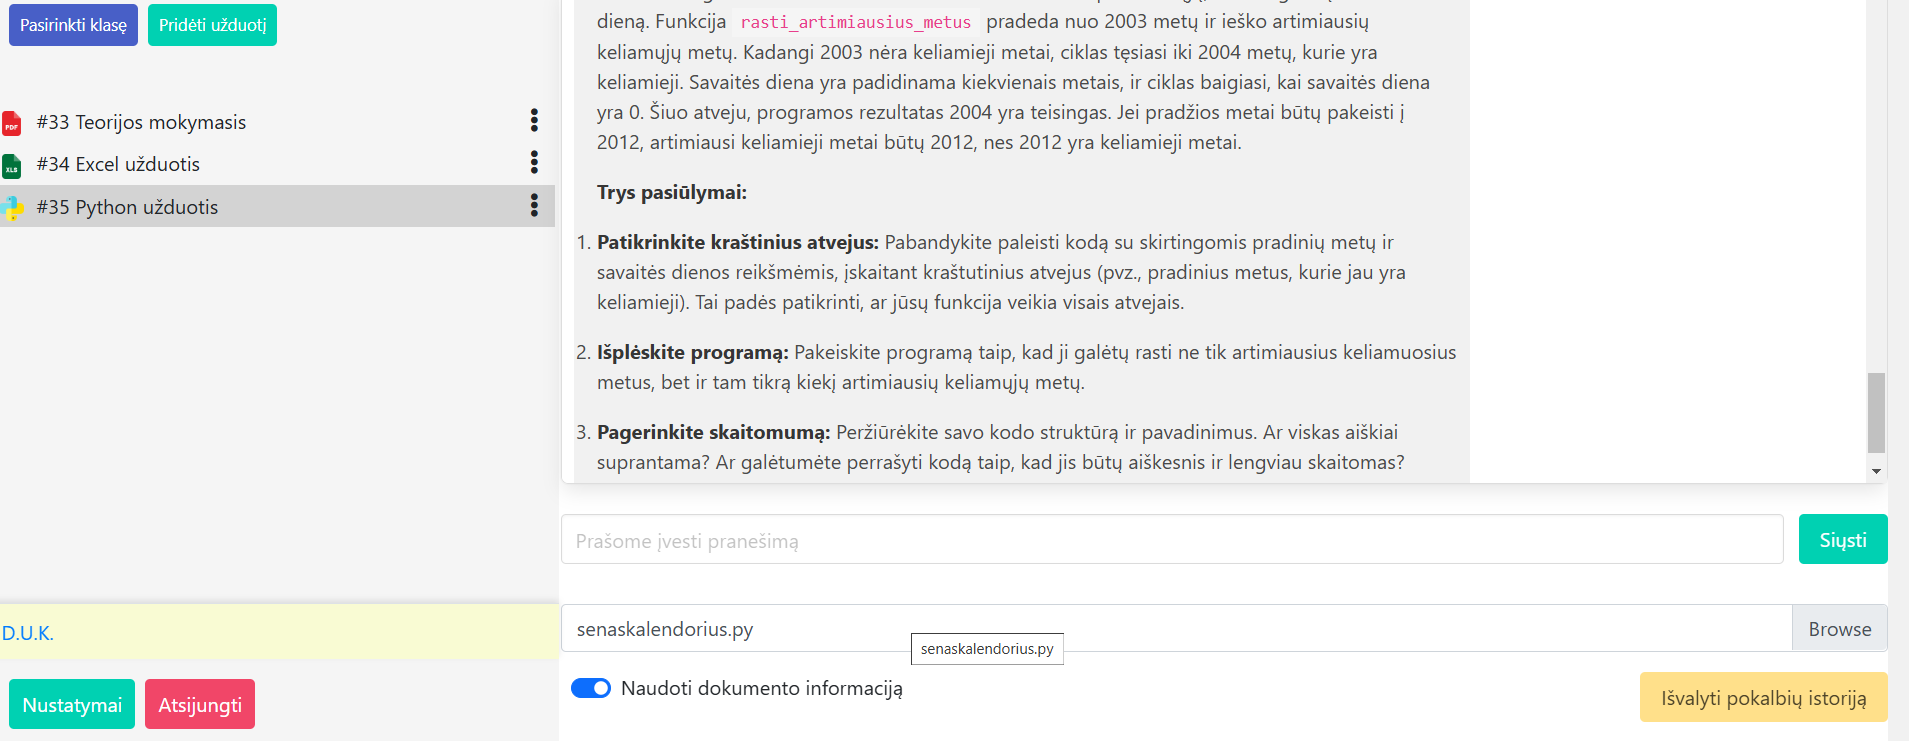 Pasirinkti klasę
Pridėti užduotį
#33 Teorijos mokymasis
#34 Excel užduotis
#35 Python užduotis
D.U.K.
Nustatymai
Atsijungti
dieną. Funkcija rasti_artimiausius_metus pradeda nuo 2003 metų ir ieško artimiausių
keliamųjų metų. Kadangi 2003 nėra keliamieji metai, ciklas tęsiasi iki 2004 metų, kurie yra
keliamieji. Savaitės diena yra padidinama kiekvienais metais, ir ciklas baigiasi, kai savaitės diena
yra 0. Šiuo atveju, programos rezultatas 2004 yra teisingas. Jei pradžios metai būtų pakeisti į
2012, artimiausi keliamieji metai būtų 2012, nes 2012 yra keliamieji metai.
Trys pasiūlymai:
1. Patikrinkite kraštinius atvejus: Pabandykite paleisti kodą su skirtingomis pradinių metų ir
savaitės dienos reikšmėmis, įskaitant kraštutinius atvejus (pvz., pradinius metus, kurie jau yra
keliamieji). Tai padės patikrinti, ar jūsų funkcija veikia visais atvejais.
2. Išplėskite programą: Pakeiskite programą taip, kad ji galėtų rasti ne tik artimiausius keliamuosius
metus, bet ir tam tikrą kiekį artimiausių keliamųjų metų.
3. Pagerinkite skaitomumą: Peržiūrėkite savo kodo struktūrą ir pavadinimus. Ar viskas aiškiai
suprantama? Ar galėtumėte perrašyti kodą taip, kad jis būtų aiškesnis ir lengviau skaitomas?
Prašome įvesti pranešimą
Siųsti
senaskalendorius.py
Browse
senaskalendorius.py
Naudoti dokumento informaciją
Išvalyti pokalbių istoriją